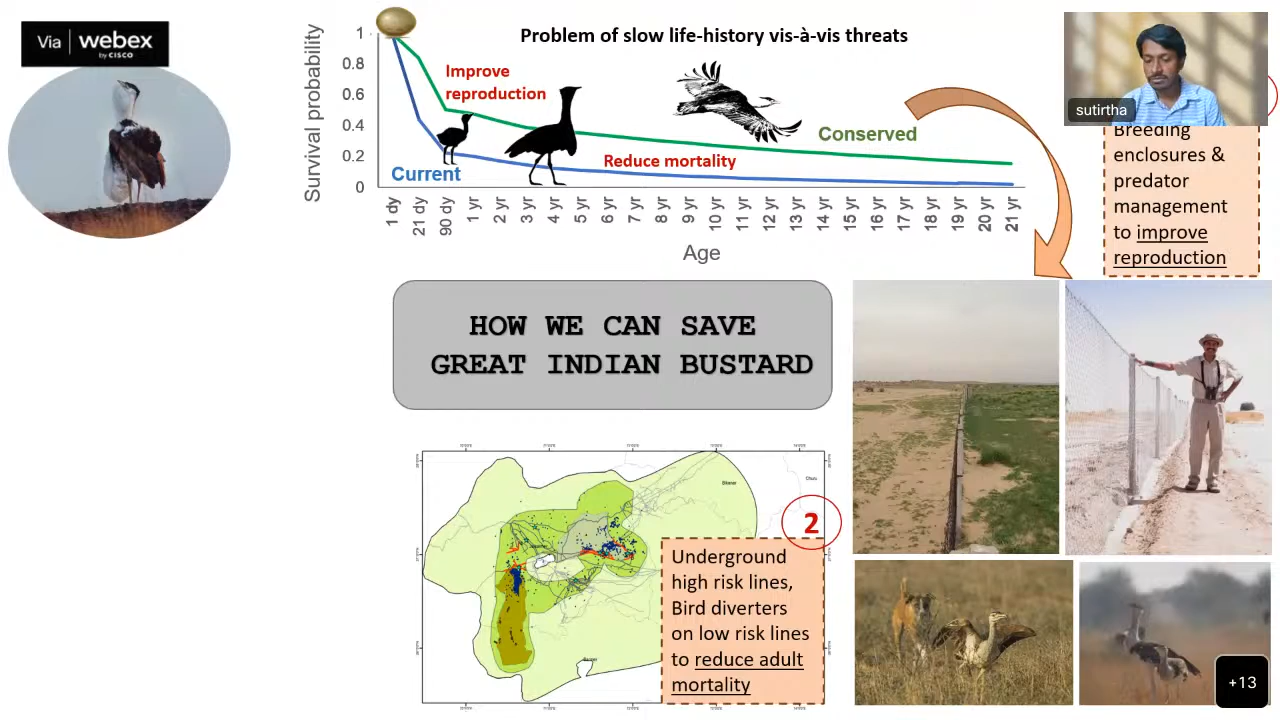 Via webex
by CISCO
Problem of slow life-history vis-à-vis threats
Survival probability
1
0.8
0.6
0.4
0.2
0
Improve
reproduction
Reduce mortality
Conserved
Current
1 dy
21 dy
90 dy
1 yr
2 yr
3 yr
4 yr
5 yr
6 yr
7 yr
8 yr
9 yr
10 yr
11 yr
12 yr
13 yr
14 yr
15 yr
16 yr
17 yr
18 yr
19 yr
20 yr
21 yr
Age
sutirtha
Breeding
enclosures &
predator
management
to improve
reproduction
HOW WE CAN SAVE
GREAT INDIAN BUSTARD
2
Underground
high risk lines,
Bird diverters
on low risk lines
to reduce adult
mortality
+13